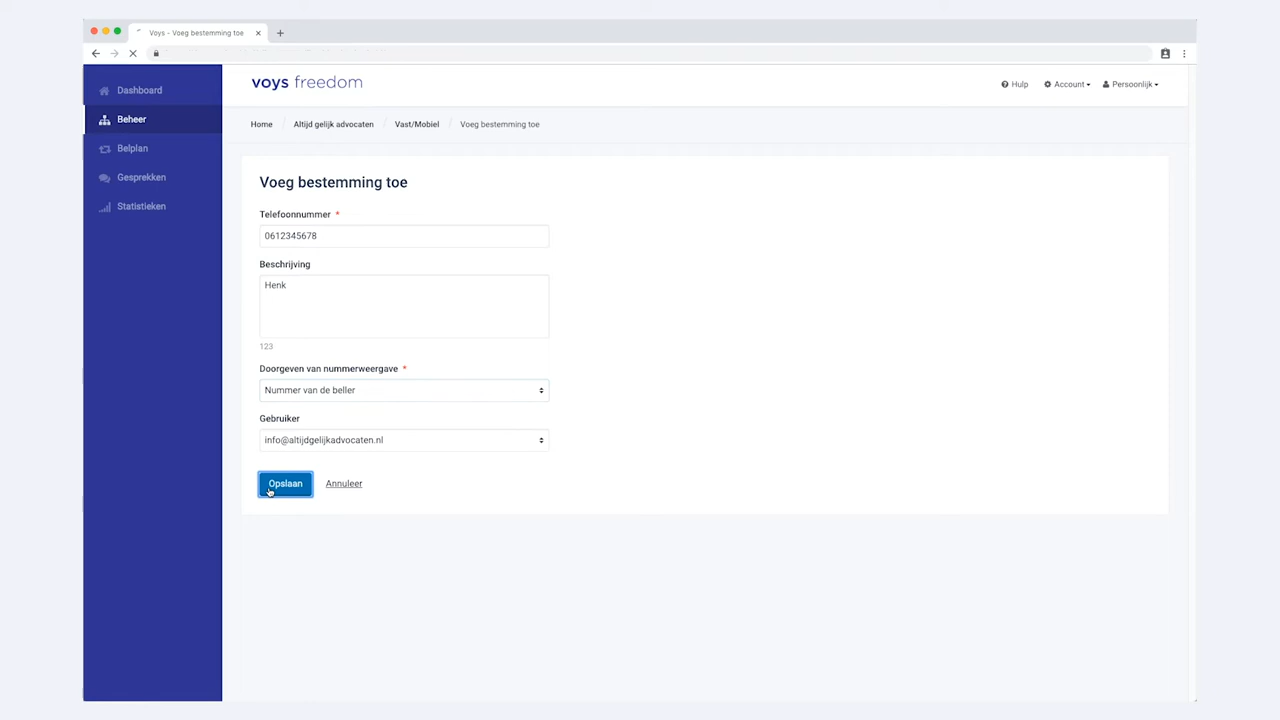 Voys - Voeg bestemming toe
Dashboard
Beheer
Belplan
Gesprekken
Statistieken
voys freedom
Hulp
Account
Persoonlijk
Home
Altijd gelijk advocaten
Vast/Mobiel
Voeg bestemming toe
Voeg bestemming toe
Telefoonnummer *
0612345678
Beschrijving
Henk
123
Doorgeven van nummerweergave *
Nummer van de beller
Gebruiker
info@altijdgelijkadvocaten.nl
Opslaan
Annuleer